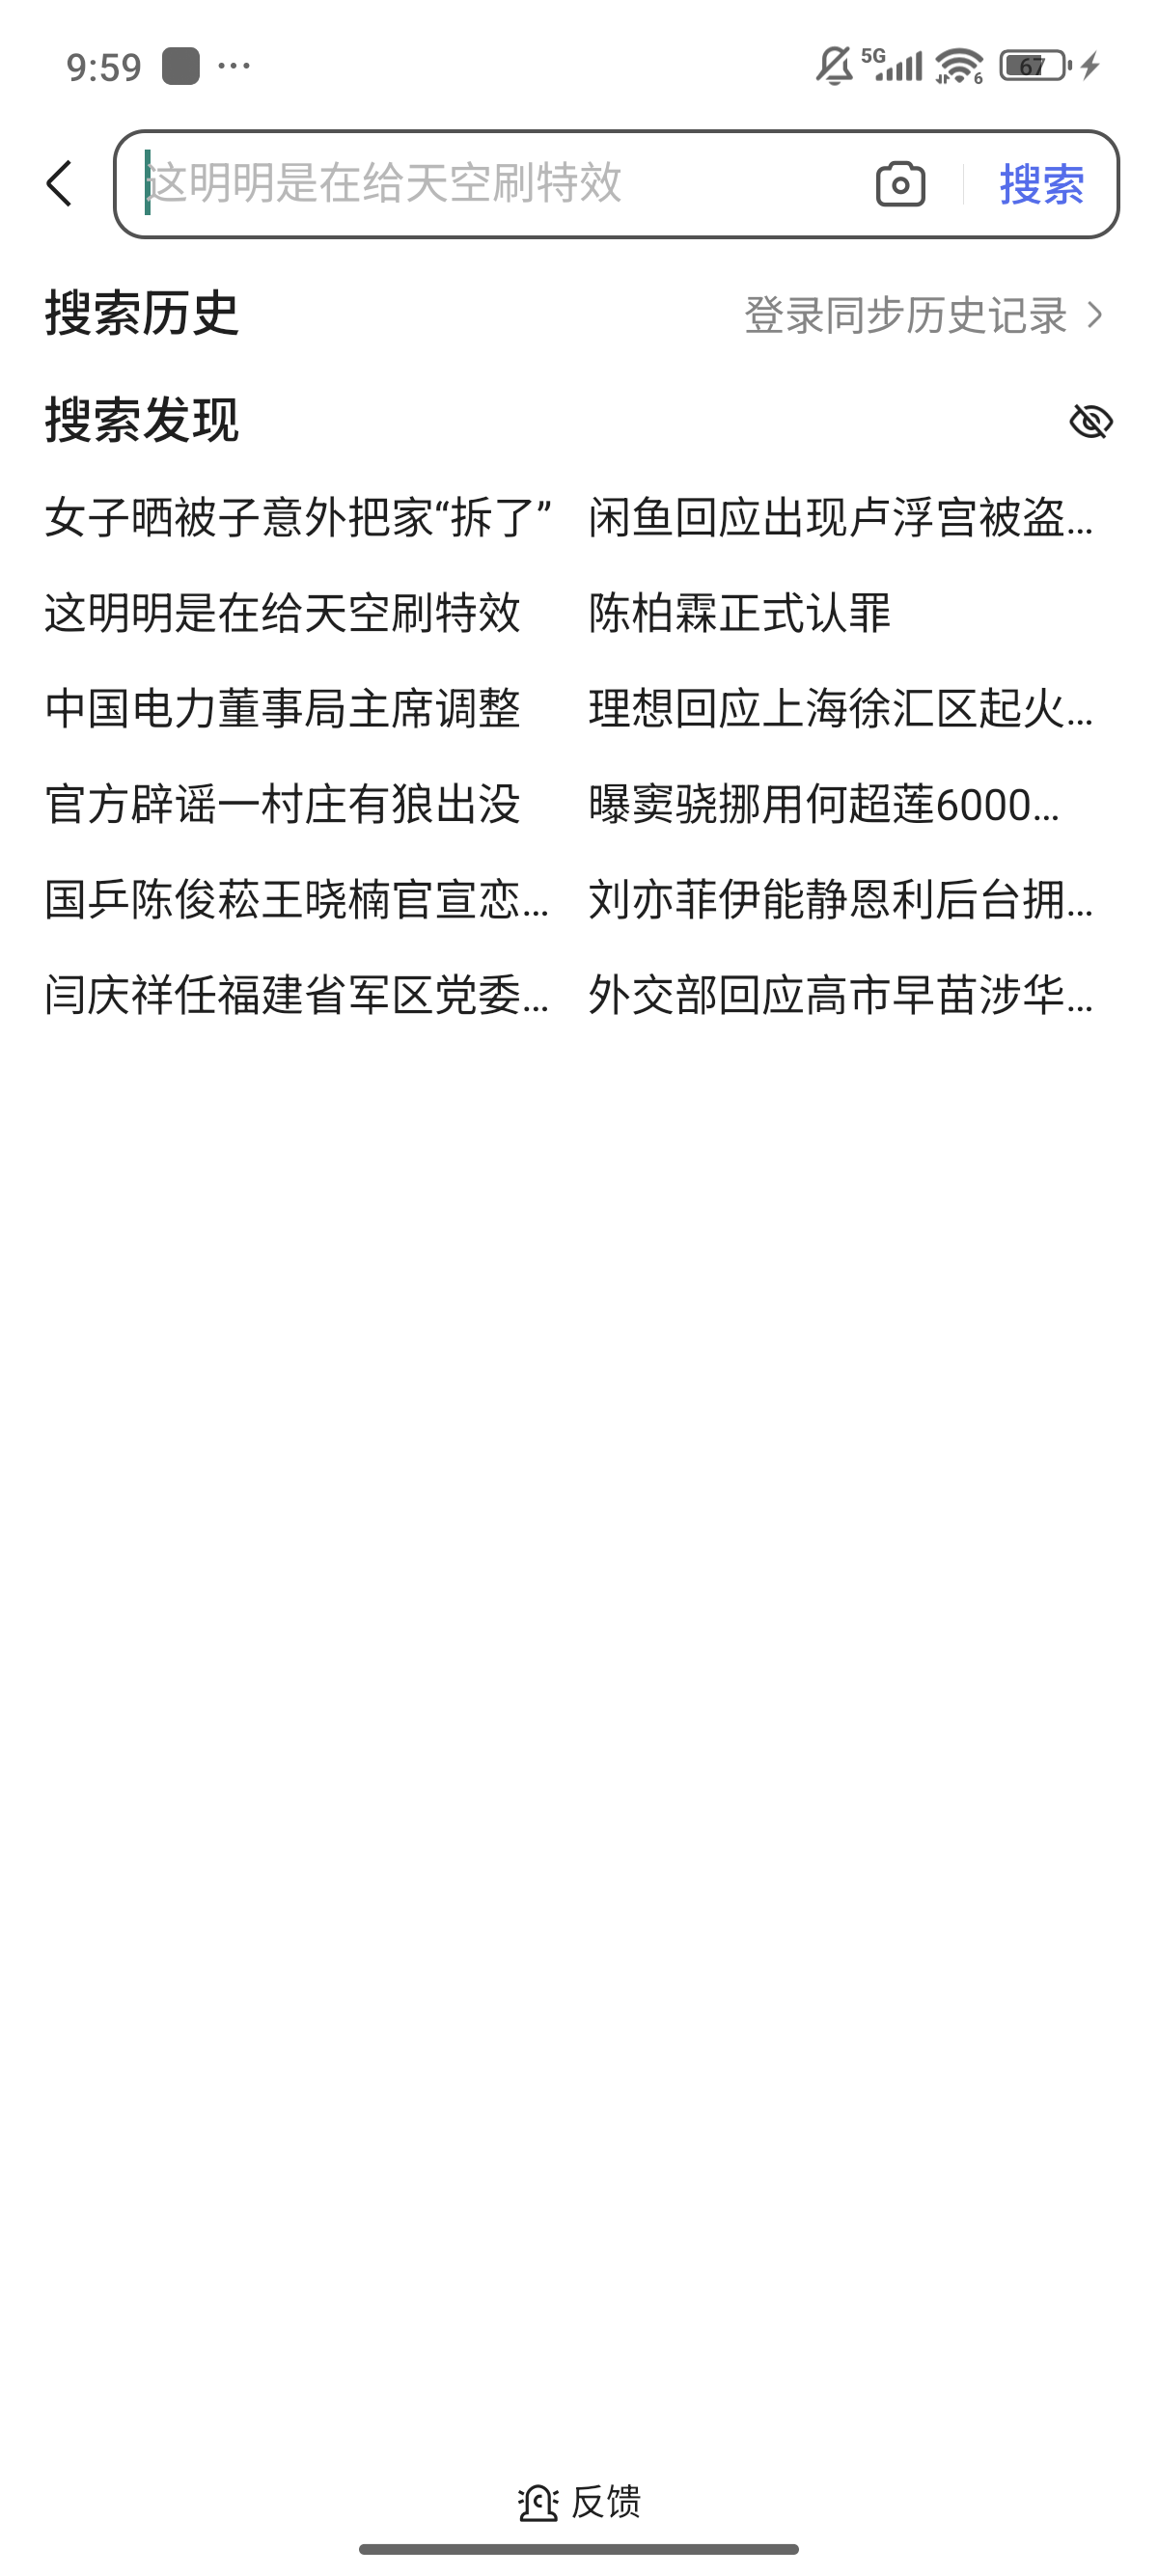 9:59 ... 5G 6 67
这明明是在给天空刷特效 搜索
搜索历史 登录同步历史记录
搜索发现
女子晒被子意外把家“拆了” 闲鱼回应出现卢浮宫被盗...
这明明是在给天空刷特效 陈柏霖正式认罪
中国电力董事局主席调整 理想回应上海徐汇区起火...
官方辟谣一村庄有狼出没 曝窦骁挪用何超莲6000...
国乒陈俊菘王晓楠官宣恋... 刘亦菲伊能静恩利后台拥...
闫庆祥任福建省军区党委... 外交部回应高市早苗涉华...
反馈